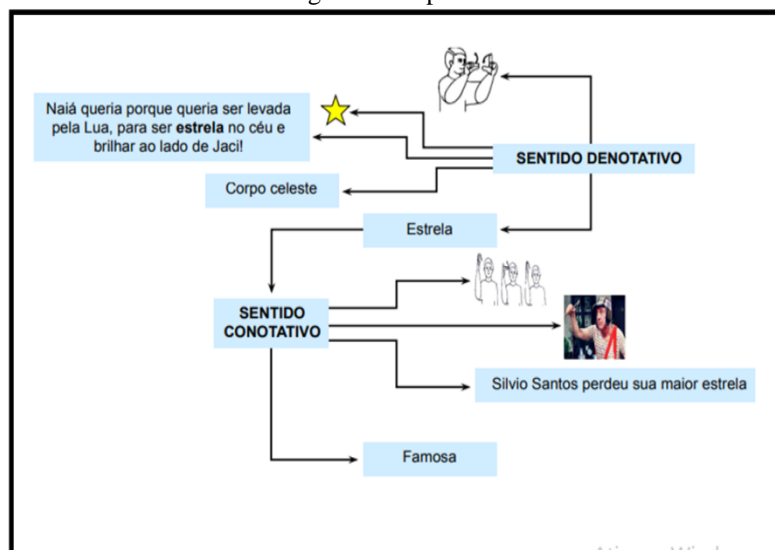 Naiá queria porque queria ser levada
pela Lua, para ser estrela no céu e
brilhar ao lado de Jaci!
SENTIDO DENOTATIVO
Corpo celeste
Estrela
SENTIDO
CONOTATIVO
Silvio Santos perdeu sua maior estrela
Famosa